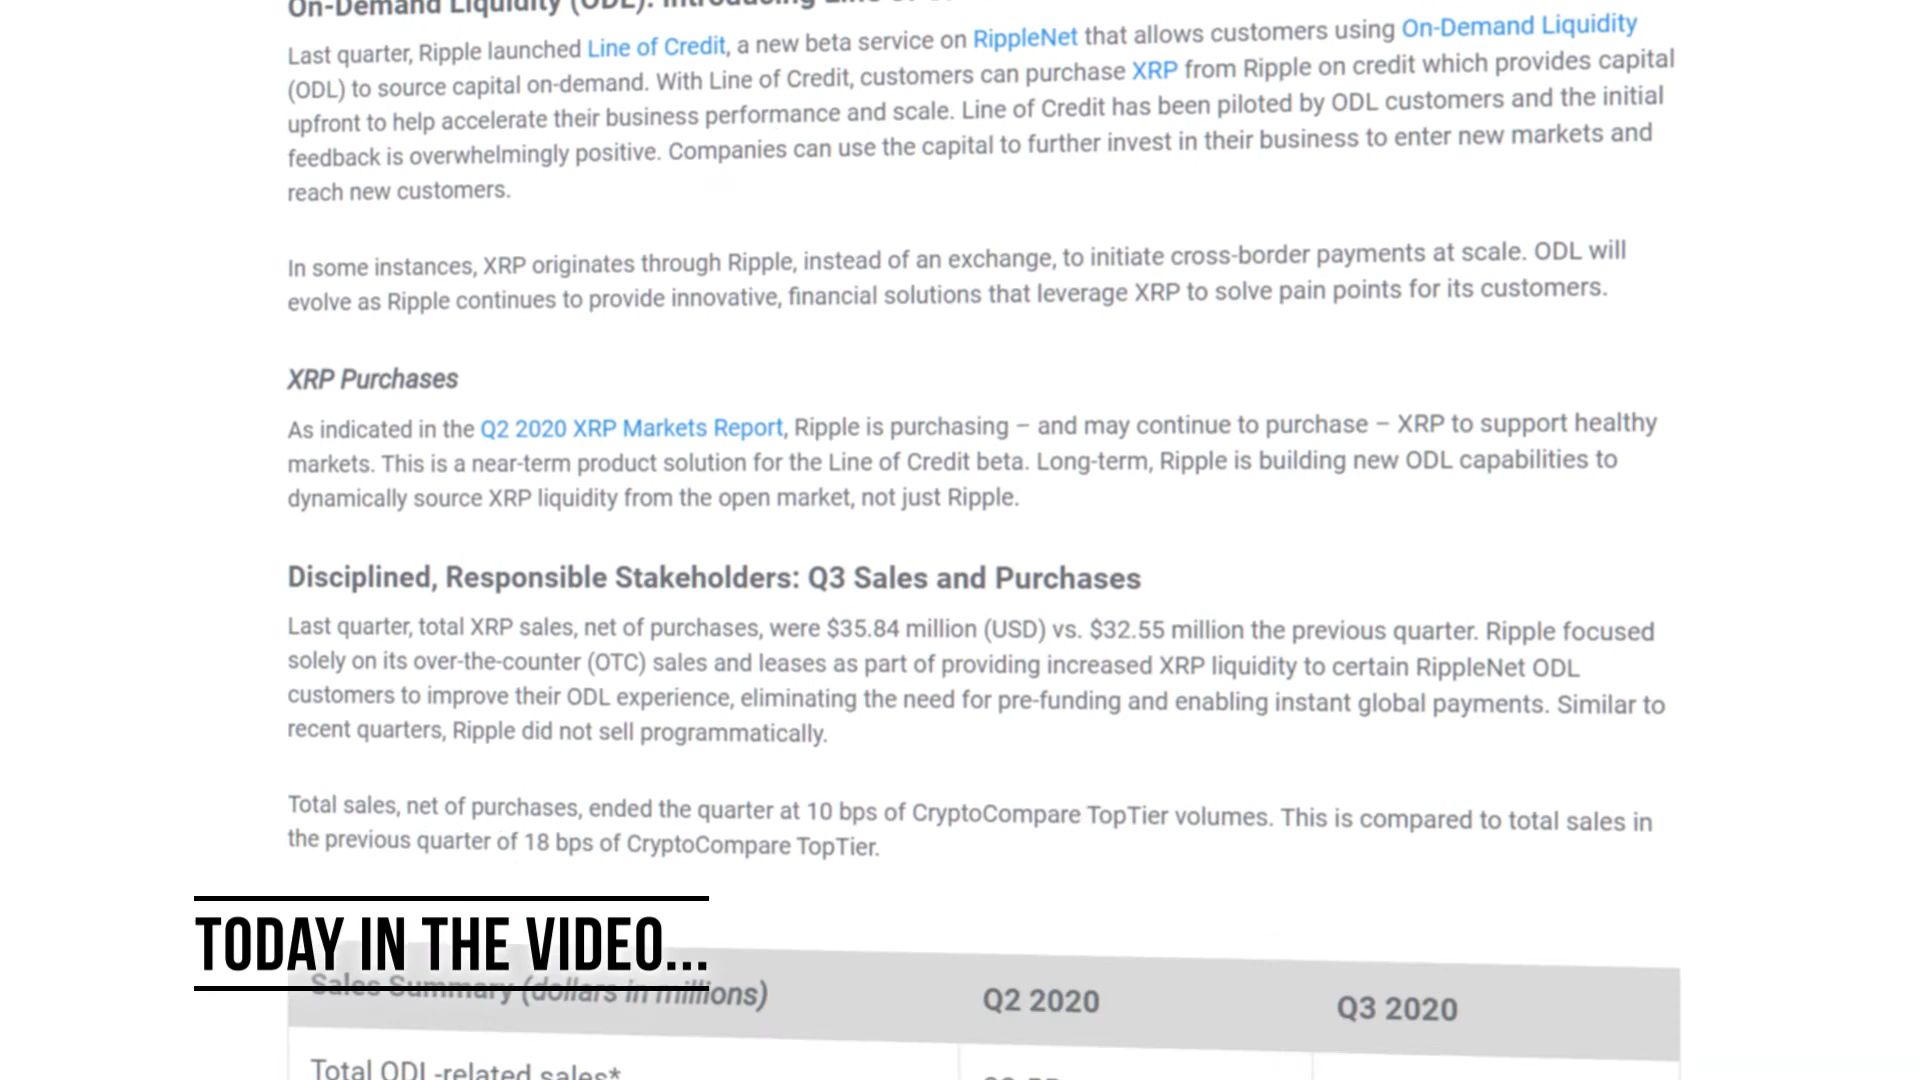 On-Demand Liquidity (ODL): Introducing Line of
Last quarter, Ripple launched Line of Credit, a new beta service on RippleNet that allows customers using On-Demand Liquidity
(ODL) to source capital on-demand. With Line of Credit, customers can purchase XRP from Ripple on credit which provides capital
upfront to help accelerate their business performance and scale. Line of Credit has been piloted by ODL customers and the initial
feedback is overwhelmingly positive. Companies can use the capital to further invest in their business to enter new markets and
reach new customers.
In some instances, XRP originates through Ripple, instead of an exchange, to initiate cross-border payments at scale. ODL will
evolve as Ripple continues to provide innovative, financial solutions that leverage XRP to solve pain points for its customers.
XRP Purchases
As indicated in the Q2 2020 XRP Markets Report, Ripple is purchasing – and may continue to purchase – XRP to support healthy
markets. This is a near-term product solution for the Line of Credit beta. Long-term, Ripple is building new ODL capabilities to
dynamically source XRP liquidity from the open market, not just Ripple.
Disciplined, Responsible Stakeholders: Q3 Sales and Purchases
Last quarter, total XRP sales, net of purchases, were $35.84 million (USD) vs. $32.55 million the previous quarter. Ripple focused
solely on its over-the-counter (OTC) sales and leases as part of providing increased XRP liquidity to certain RippleNet ODL
customers to improve their ODL experience, eliminating the need for pre-funding and enabling instant global payments. Similar to
recent quarters, Ripple did not sell programmatically.
Total sales, net of purchases, ended the quarter at 10 bps of CryptoCompare TopTier volumes. This is compared to total sales in
the previous quarter of 18 bps of CryptoCompare TopTier.
TODAY IN THE VIDEO...
Sales Summary (dollars in millions) Q2 2020 Q3 2020
Total ODL-related sales*